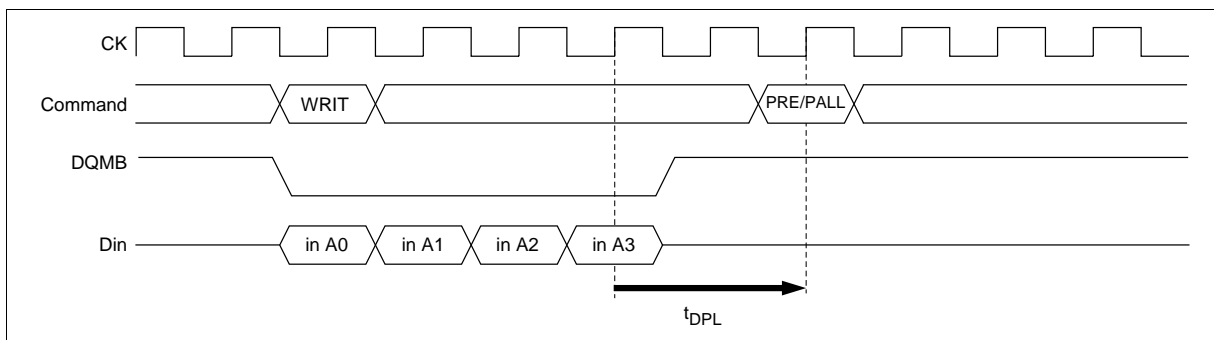 CK
Command WRIT PRE/PALL
DQMB
Din in A0 in A1 in A2 in A3
tDPL